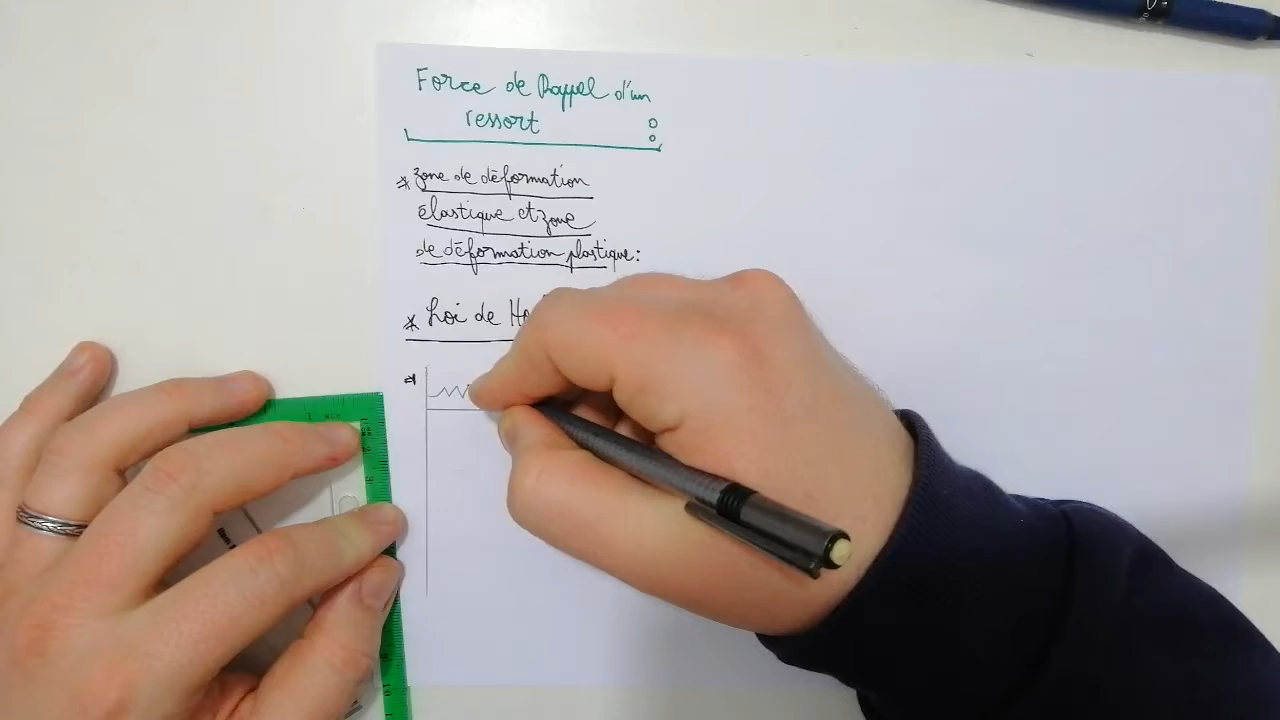 Force de Rappel d'un
ressort :
* zone de déformation
élastique et zone
de déformation plastique:
* Loi de